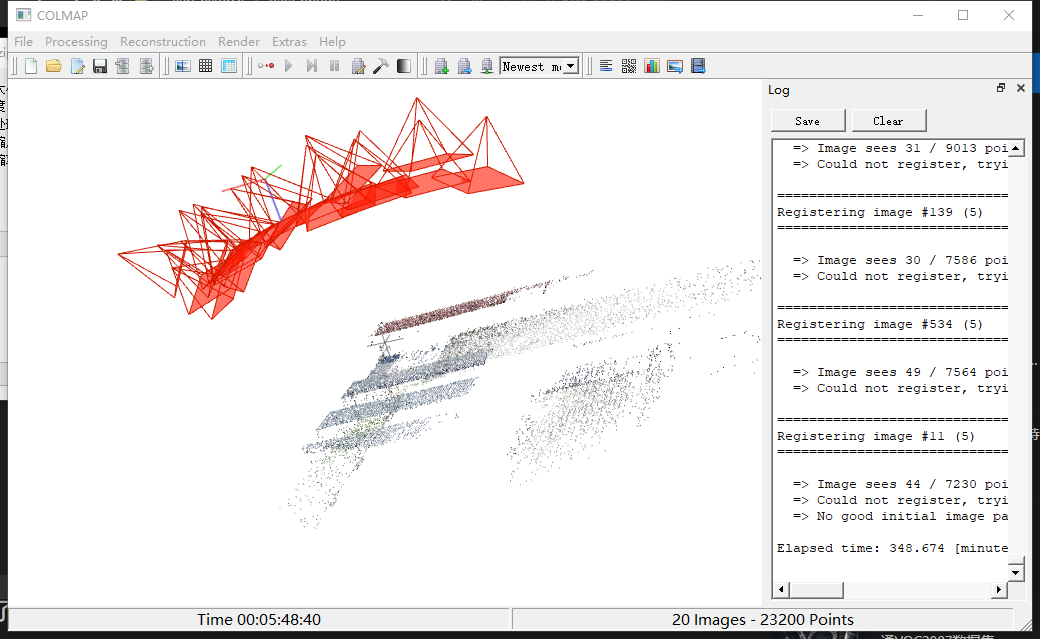 COLMAP
File Processing Reconstruction Render Extras Help
Newest m
Log
Save Clear
=> Image sees 31 / 9013 poi
=> Could not register, tryi
==============================
Registering image #139 (5)
==============================
=> Image sees 30 / 7586 poi
=> Could not register, tryi
==============================
Registering image #534 (5)
==============================
=> Image sees 49 / 7564 poi
=> Could not register, tryi
==============================
Registering image #11 (5)
==============================
=> Image sees 44 / 7230 poi
=> Could not register, tryi
=> No good initial image pa
Elapsed time: 348.674 [minute
Time 00:05:48:40
20 Images - 23200 Points